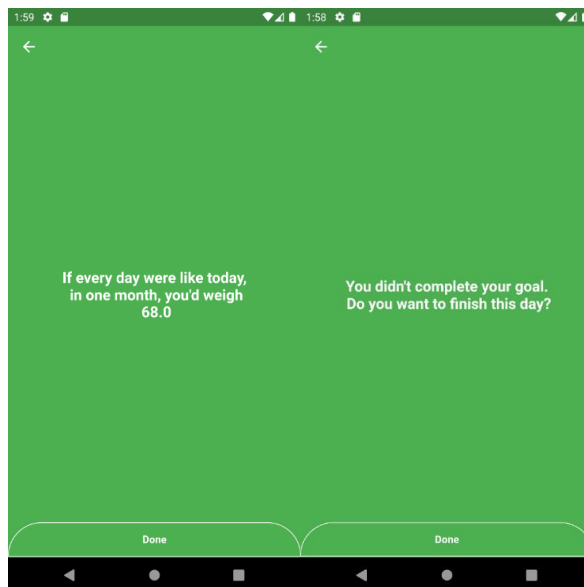 1:59
If every day were like today,
in one month, you'd weigh
68.0
Done
1:58
You didn't complete your goal.
Do you want to finish this day?
Done